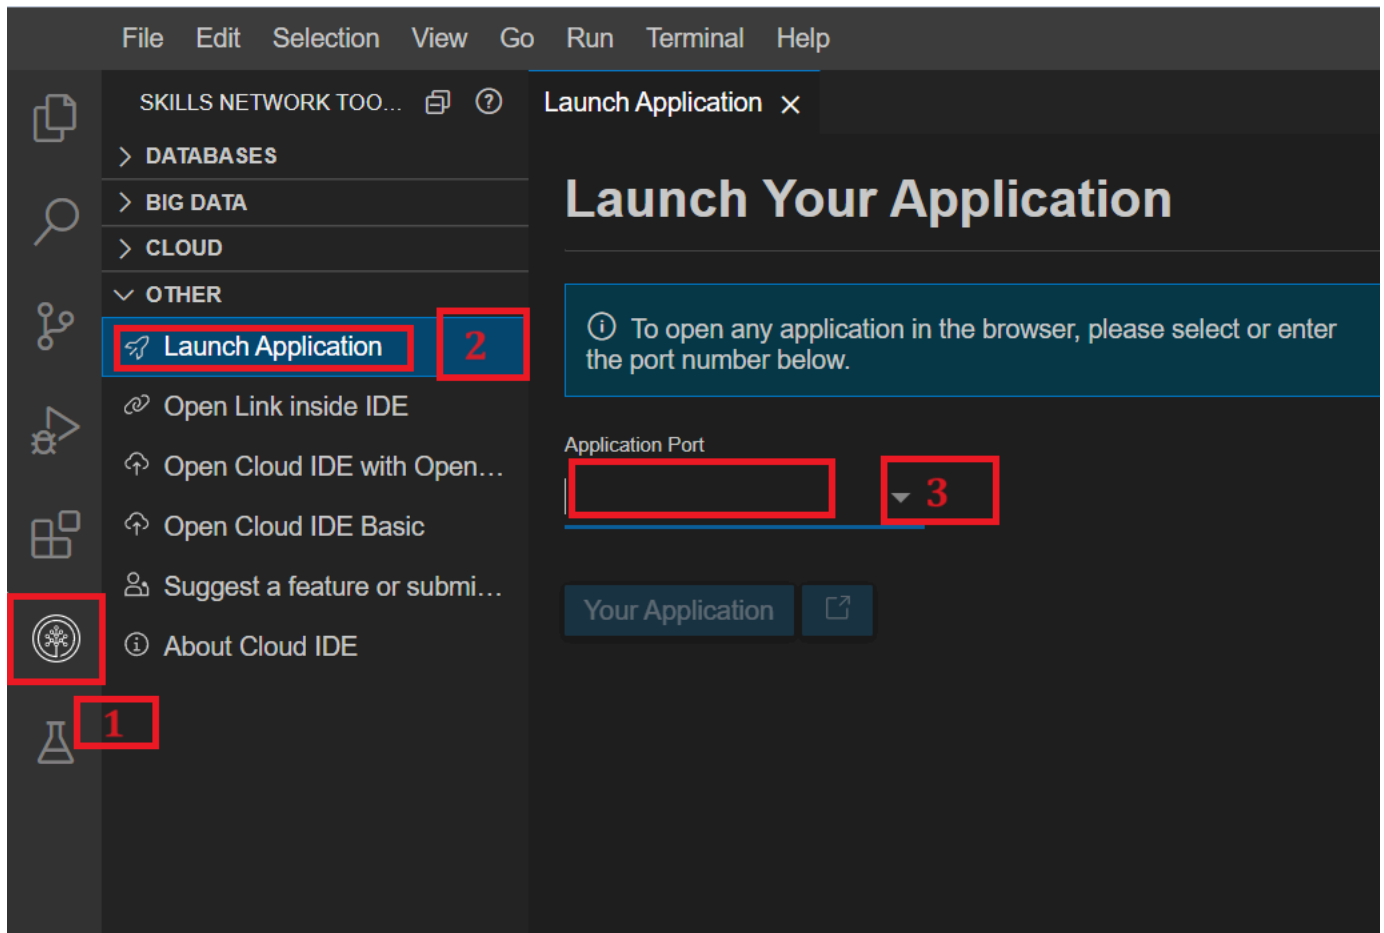 File Edit Selection View Go Run Terminal Help
SKILLS NETWORK TOO...
Launch Application
DATABASES
BIG DATA
CLOUD
OTHER
Launch Application
2
Open Link inside IDE
Open Cloud IDE with Open...
Open Cloud IDE Basic
Suggest a feature or submi...
About Cloud IDE
1
Launch Your Application
To open any application in the browser, please select or enter
the port number below.
Application Port
3
Your Application